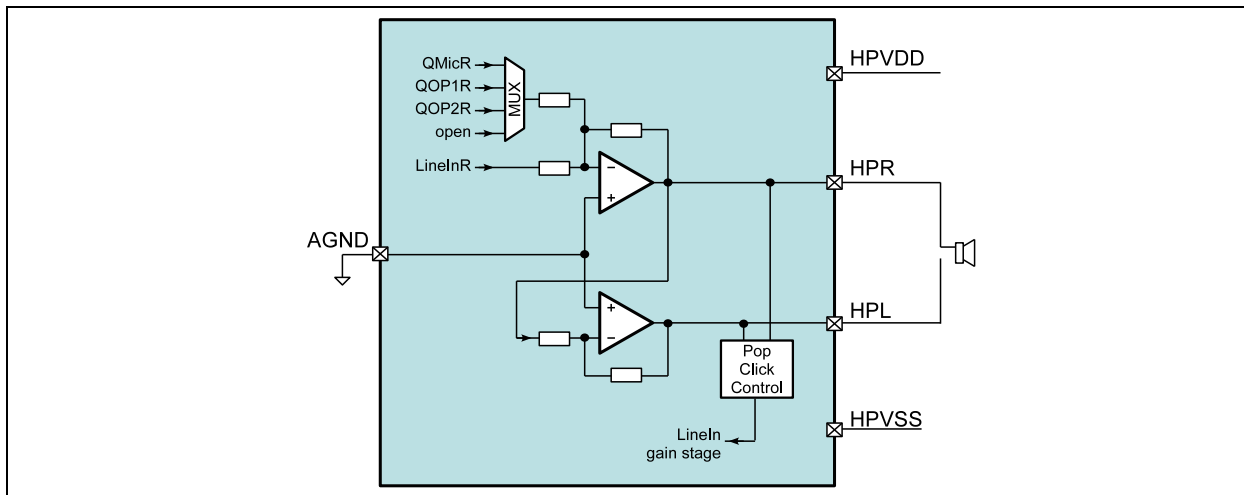 HPVDD
QMicR
QOP1R
QOP2R
open
MUX
LineInR
−
+
HPR
AGND
+
−
HPL
Pop
Click
Control
LineIn
gain stage
HPVSS